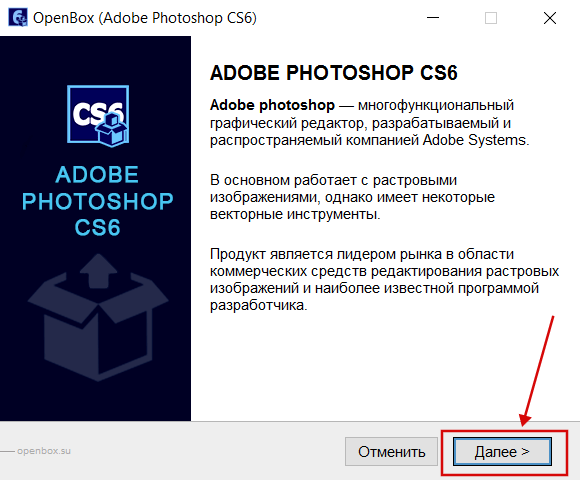 OpenBox (Adobe Photoshop CS6)
CS6
ADOBE
PHOTOSHOP
CS6
ADOBE PHOTOSHOP CS6
Adobe photoshop — многофункциональный
графический редактор, разрабатываемый и
распространяемый компанией Adobe Systems.
В основном работает с растровыми
изображениями, однако имеет некоторые
векторные инструменты.
Продукт является лидером рынка в области
коммерческих средств редактирования растровых
изображений и наиболее известной программой
разработчика.
openbox.su
Отменить
Далее >